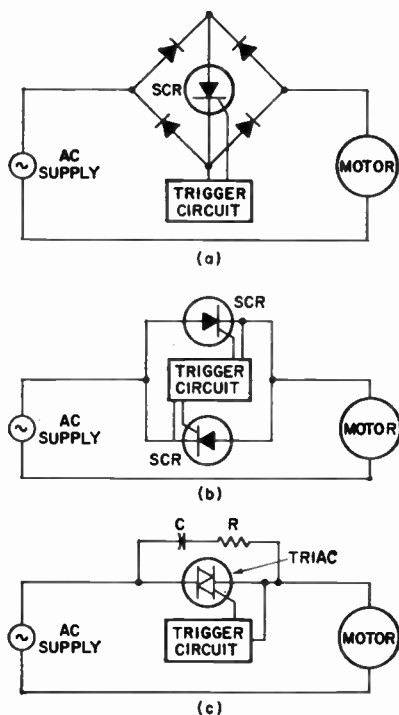 SCR
AC
SUPPLY
TRIGGER
CIRCUIT
MOTOR
(a)
SCR
TRIGGER
CIRCUIT
AC
SUPPLY
SCR
MOTOR
(b)
C R
TRIAC
AC
SUPPLY
TRIGGER
CIRCUIT
MOTOR
(c)